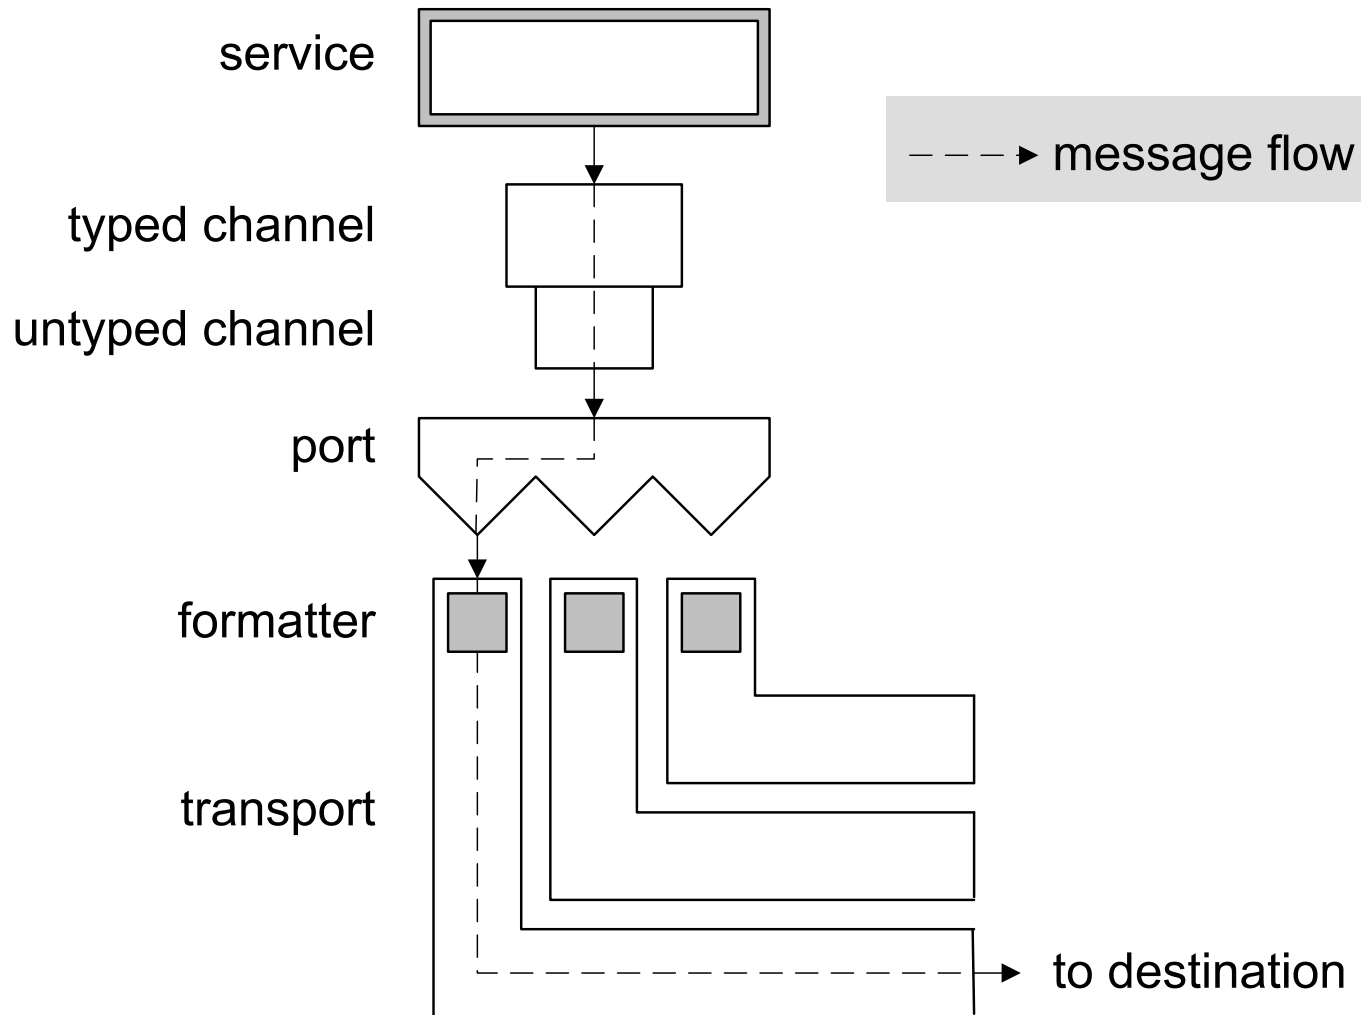 service
message flow
typed channel
untyped channel
port
formatter
transport
to destination